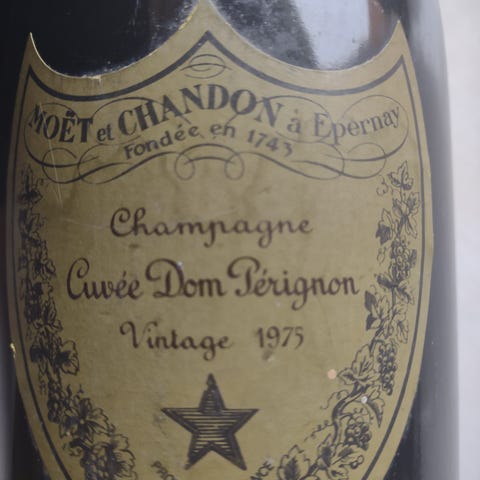 MOËT et CHANDON à Epernay
Fondée en 1743
Champagne
Cuvée Dom Pérignon
Vintage 1975